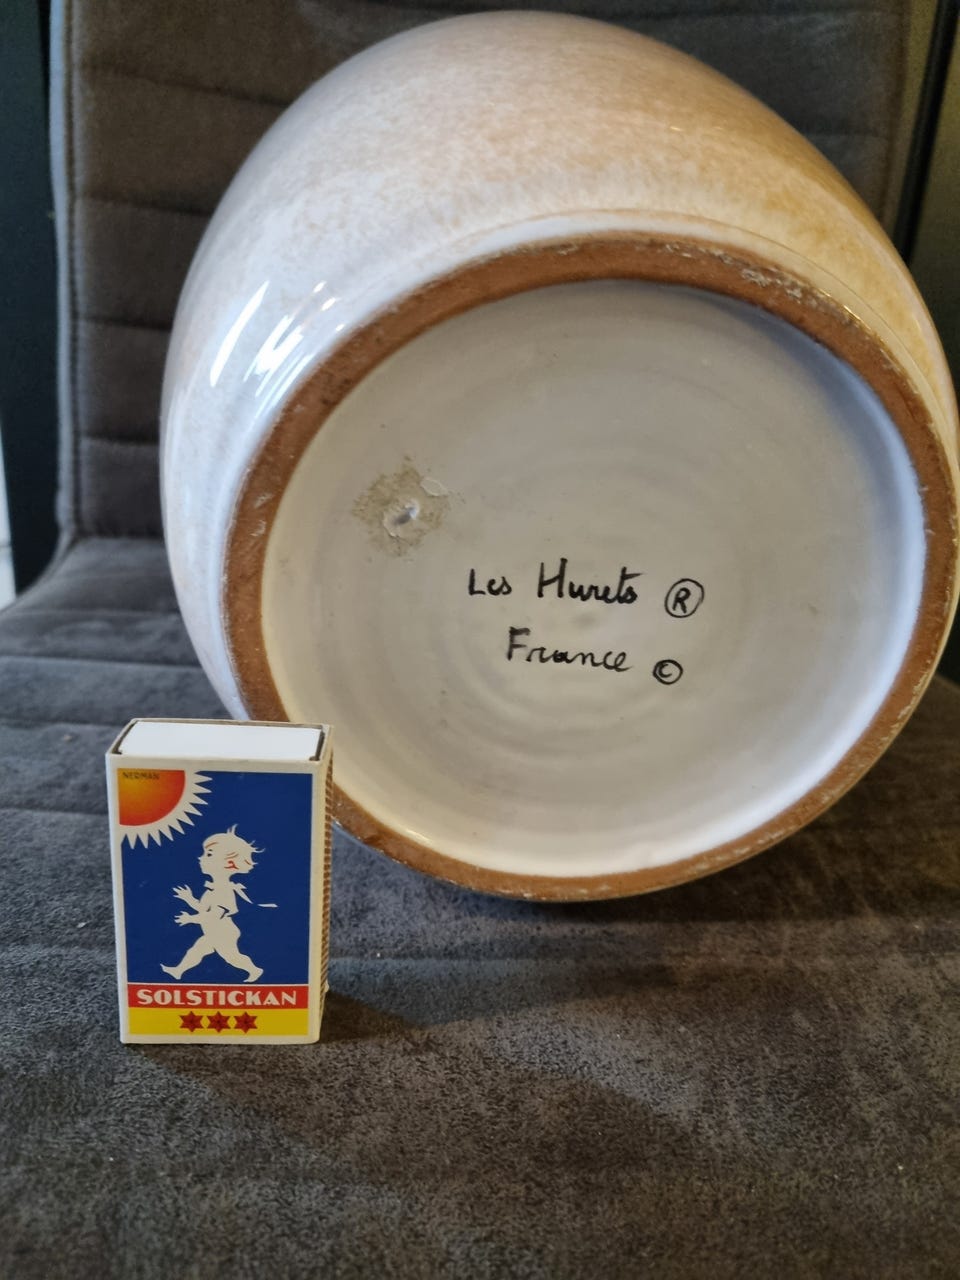 Les Hurets ®
France ©
NERMAN
SOLSTICKAN